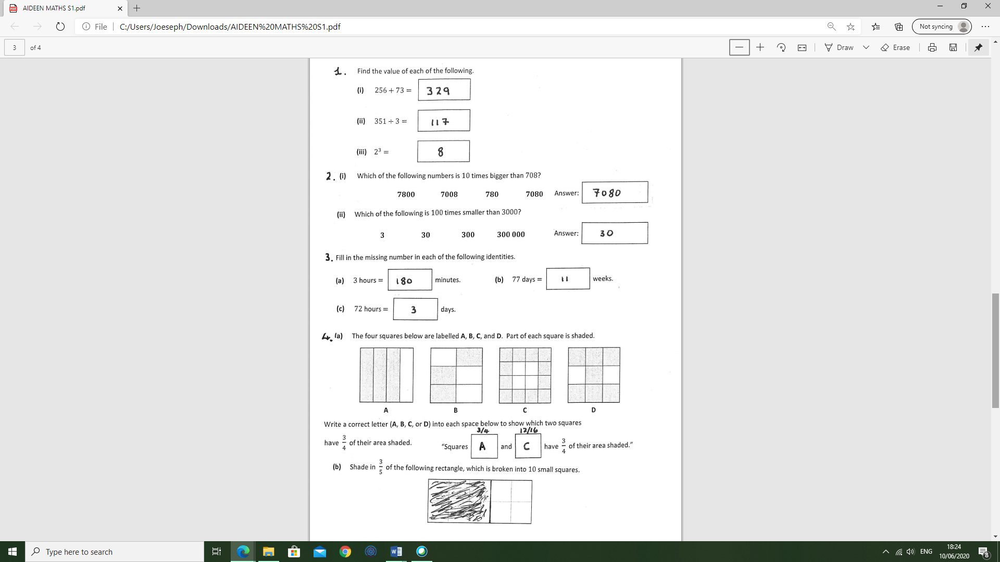 AIDEEN MATHS S1.pdf
File C:/Users/Joeseph/Downloads/AIDEEN%20MATHS%20S1.pdf Not syncing
3 of 4 Draw Erase
1. Find the value of each of the following.
(i) 256 + 73 = 329
(ii) 351 ÷ 3 = 117
(iii) 2³ = 8
2. (i) Which of the following numbers is 10 times bigger than 708?
7800 7008 780 7080 Answer: 7080
(ii) Which of the following is 100 times smaller than 3000?
3 30 300 300 000 Answer: 30
3. Fill in the missing number in each of the following identities.
(a) 3 hours = 180 minutes. (b) 77 days = 11 weeks.
(c) 72 hours = 3 days.
4. (a) The four squares below are labelled A, B, C, and D. Part of each square is shaded.
A B C D
Write a correct letter (A, B, C, or D) into each space below to show which two squares
3/4 12/16
have 3/4 of their area shaded. "Squares A and C have 3/4 of their area shaded."
(b) Shade in 3/5 of the following rectangle, which is broken into 10 small squares.
Type here to search
ENG
18:24
10/06/2020
8